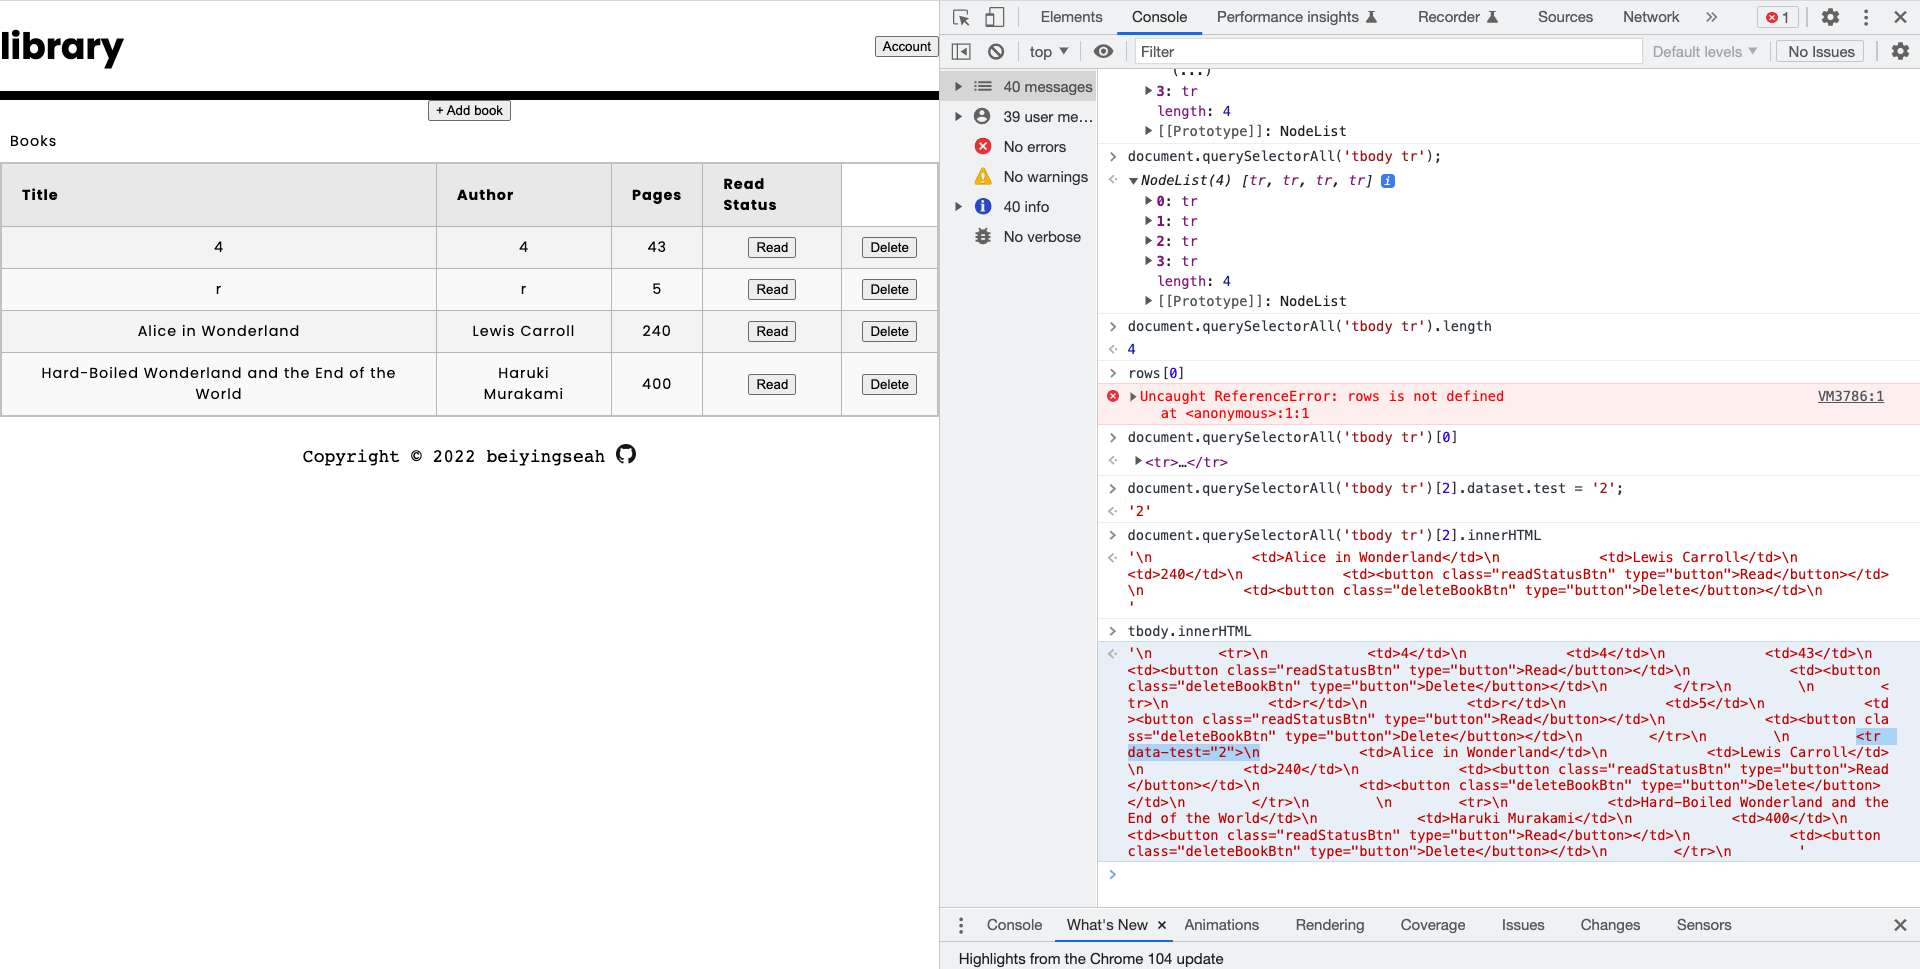 library
Account
+ Add book
Books
Title Author Pages Read Status
4 4 43 Read Delete
r r 5 Read Delete
Alice in Wonderland Lewis Carroll 240 Read Delete
Hard-Boiled Wonderland and the End of the World Haruki Murakami 400 Read Delete
Copyright © 2022 beiyingseah
Elements Console Performance insights Recorder Sources Network » 1
top Filter Default levels No Issues
40 messages
39 user me...
No errors
No warnings
40 info
No verbose
(...)
3: tr
length: 4
[[Prototype]]: NodeList
document.querySelectorAll('tbody tr');
NodeList(4) [tr, tr, tr, tr] i
0: tr
1: tr
2: tr
3: tr
length: 4
[[Prototype]]: NodeList
document.querySelectorAll('tbody tr').length
4
rows[0]
Uncaught ReferenceError: rows is not defined VM3786:1
at <anonymous>:1:1
document.querySelectorAll('tbody tr')[0]
<tr>…</tr>
document.querySelectorAll('tbody tr')[2].dataset.test = '2';
'2'
document.querySelectorAll('tbody tr')[2].innerHTML
'\n            <td>Alice in Wonderland</td>\n            <td>Lewis Carroll</td>\n
<td>240</td>\n            <td><button class="readStatusBtn" type="button">Read</button></td>
\n            <td><button class="deleteBookBtn" type="button">Delete</button></td>\n
'
tbody.innerHTML
'\n        <tr>\n            <td>4</td>\n            <td>4</td>\n            <td>43</td>\n
<td><button class="readStatusBtn" type="button">Read</button></td>\n            <td><button
class="deleteBookBtn" type="button">Delete</button></td>\n        </tr>\n        \n        <
tr>\n            <td>r</td>\n            <td>r</td>\n            <td>5</td>\n            <td
><button class="readStatusBtn" type="button">Read</button></td>\n            <td><button cla
ss="deleteBookBtn" type="button">Delete</button></td>\n        </tr>\n        \n        <tr
data-test="2">\n            <td>Alice in Wonderland</td>\n            <td>Lewis Carroll</td>
\n            <td>240</td>\n            <td><button class="readStatusBtn" type="button">Read
</button></td>\n            <td><button class="deleteBookBtn" type="button">Delete</button>
</td>\n        </tr>\n        \n        <tr>\n            <td>Hard-Boiled Wonderland and the
End of the World</td>\n            <td>Haruki Murakami</td>\n            <td>400</td>\n
<td><button class="readStatusBtn" type="button">Read</button></td>\n            <td><button
class="deleteBookBtn" type="button">Delete</button></td>\n        </tr>\n        '
Console What's New × Animations Rendering Coverage Issues Changes Sensors
Highlights from the Chrome 104 update